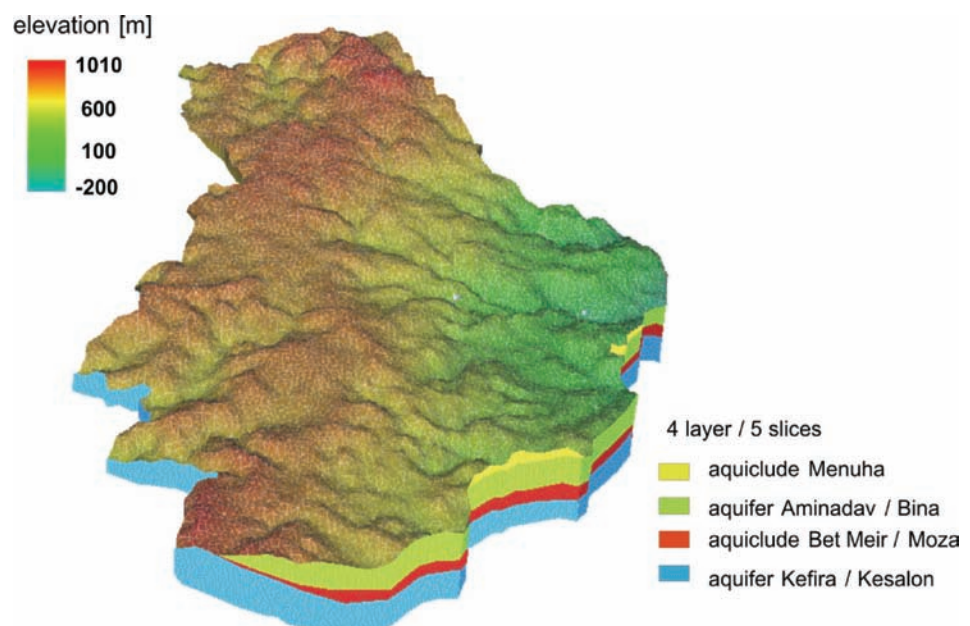 elevation [m]
1010
600
100
-200
4 layer / 5 slices
aquiclude Menuha
aquifer Aminadav / Bina
aquiclude Bet Meir / Moza
aquifer Kefira / Kesalon